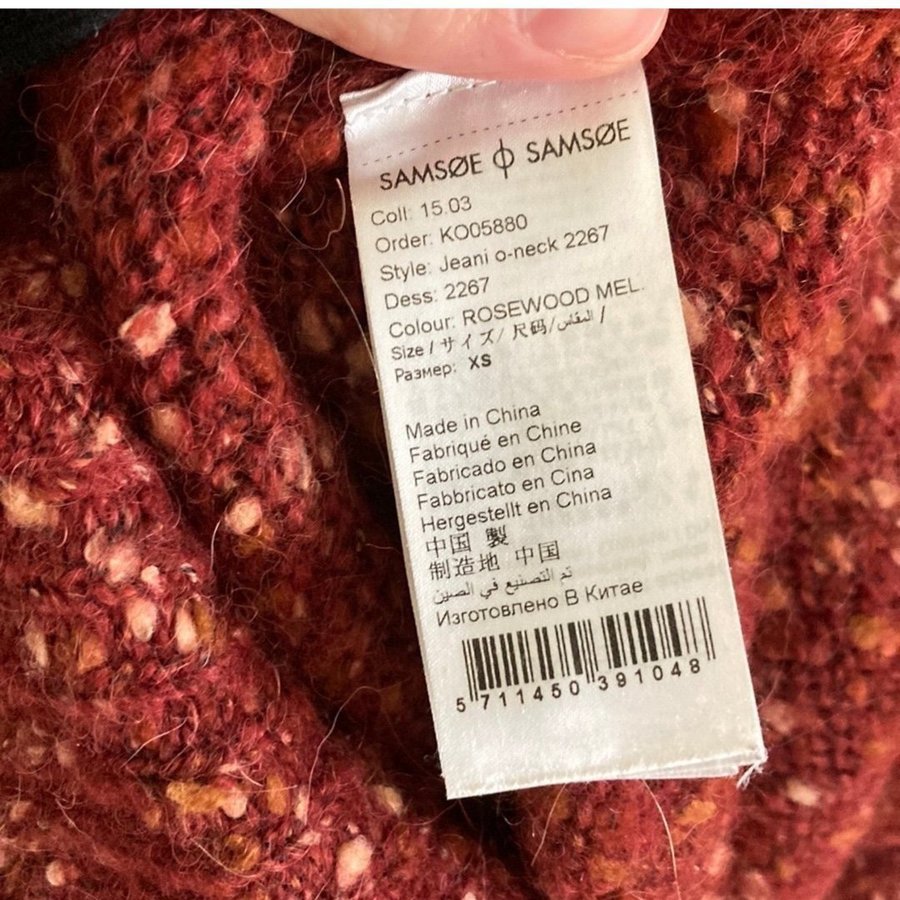 SAMSØE ϕ SAMSØE
Coll: 15.03
Order: KO05880
Style: Jeani o-neck 2267
Dess: 2267
Colour: ROSEWOOD MEL.
Size / サイズ / 尺码/المقاس /
Размер: XS
Made in China
Fabriqué en Chine
Fabricado en China
Fabbricato en Cina
Hergestellt en China
中国 製
制造地 中国
تم التصنيع في الصين
Изготовлено В Китае
5 711450 391048